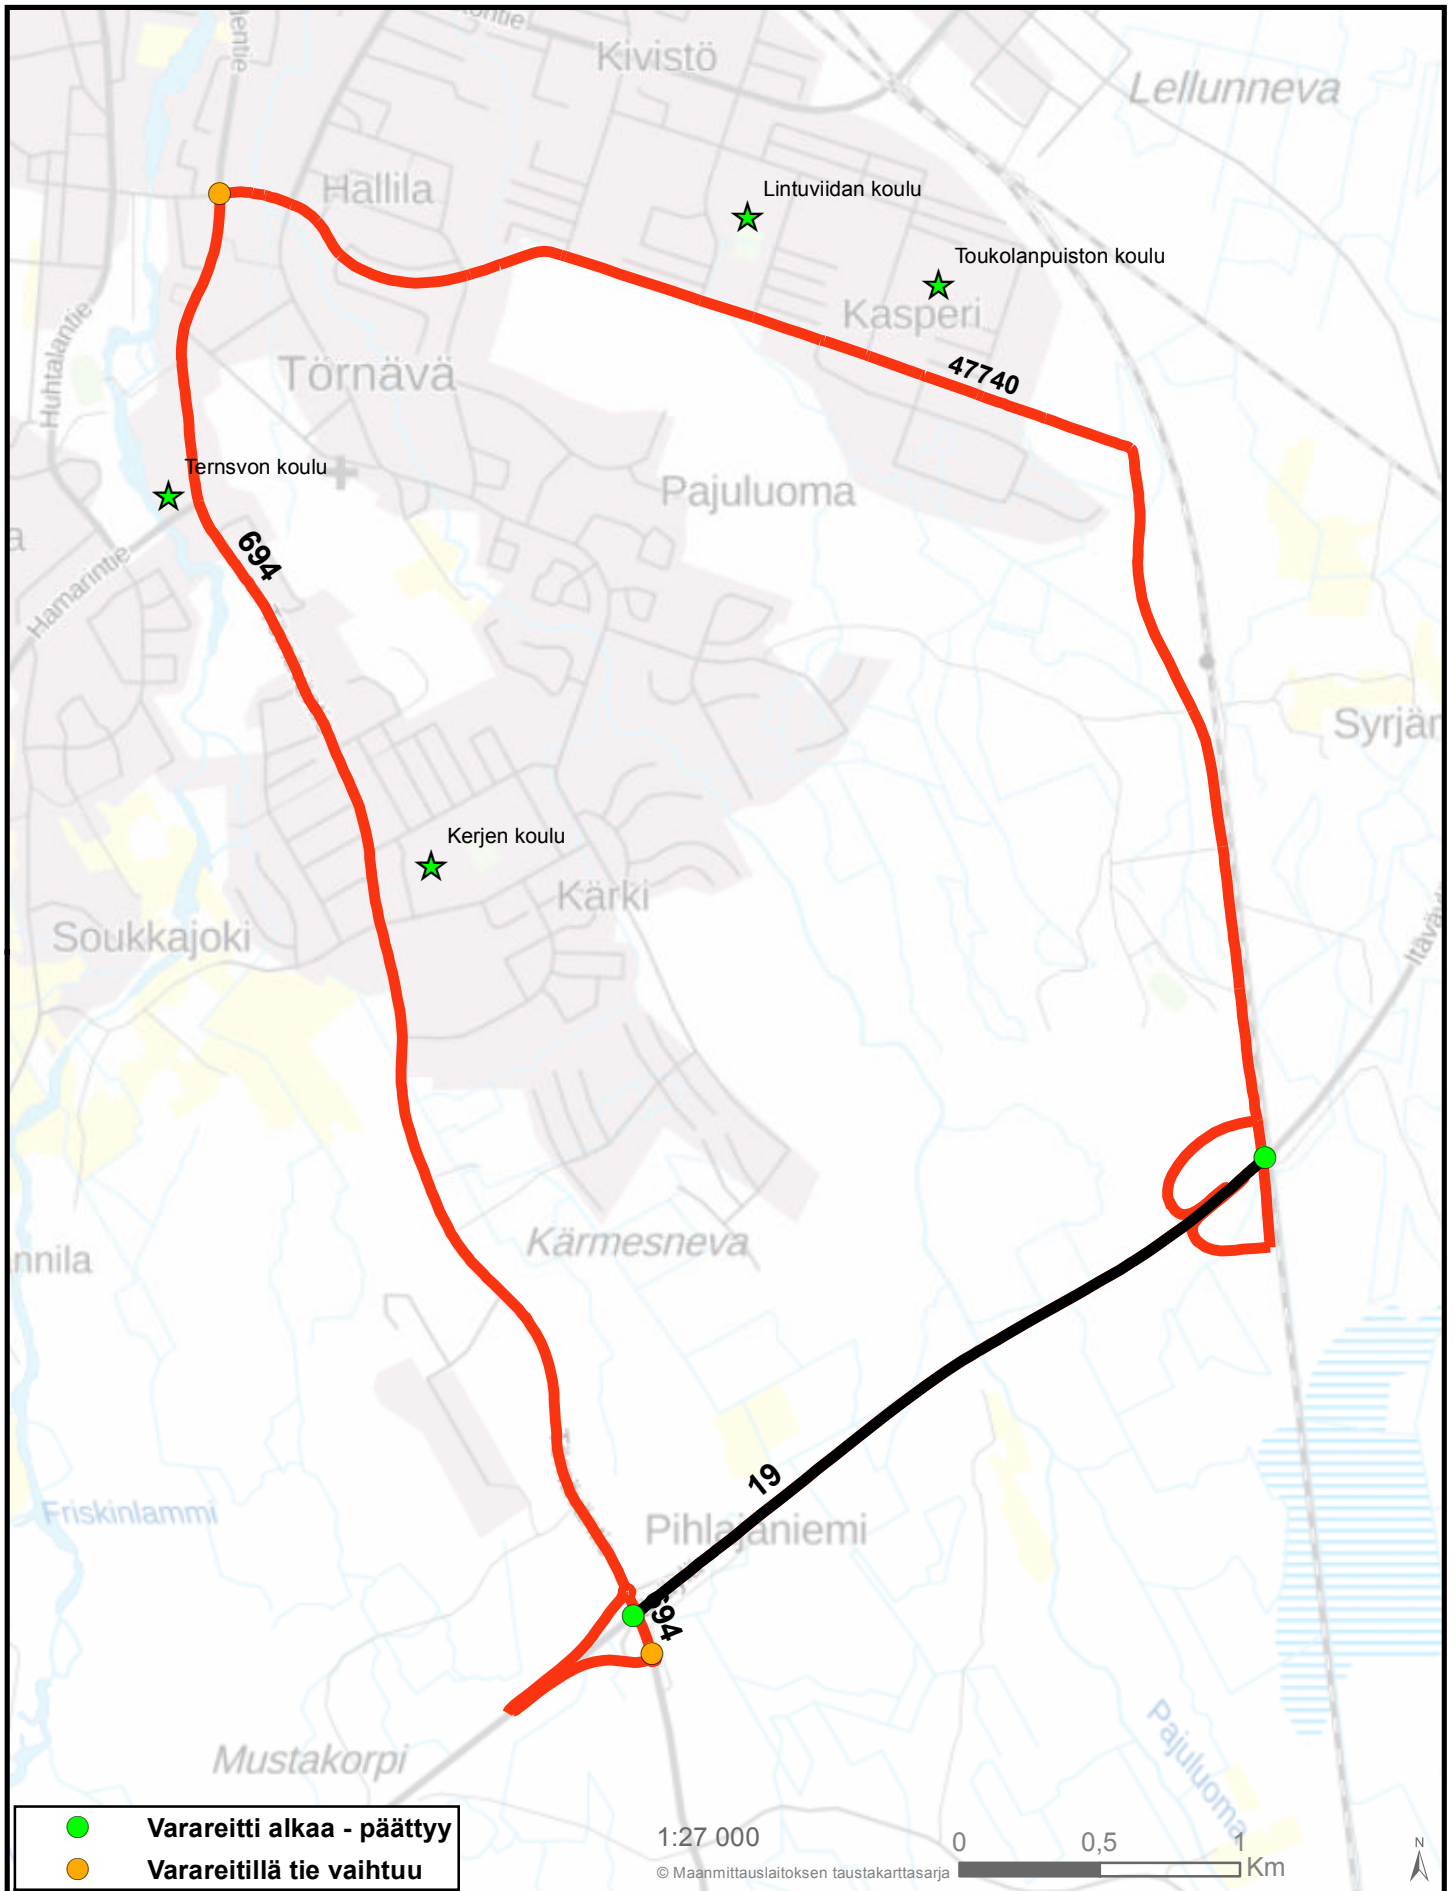 Kivistö
Lellunneva
Hallila
Lintuviidan koulu
Toukolanpuiston koulu
Kasperi
Huhtalantie
Törnävä
47740
Ternsvon koulu
Pajuluoma
694
Hamarintie
Syrjän
Kerjen koulu
Kärki
Soukkajoki
Itäväyl
Kärmesneva
nnila
19
Friskinlammi
Pihlajaniemi
694
Pajuluoma
Mustakorpi
Varareitti alkaa - päättyy
Varareitillä tie vaihtuu
1:27 000
© Maanmittauslaitoksen taustakarttasarja
0 0,5 1
Km
N